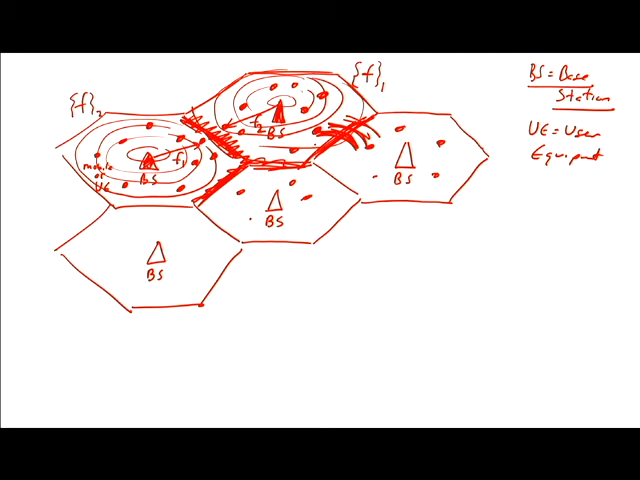 {f}₁
BS = Base
Station
{f}₂
UE = User
Equipment
f₂
BS
f₁
BS
mobile
or
UE
BS
BS
BS